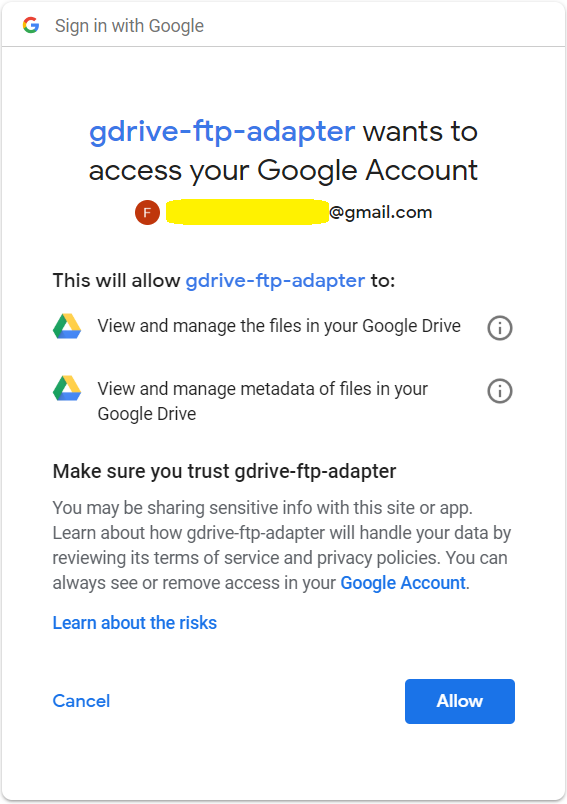 Sign in with Google
gdrive-ftp-adapter wants to
access your Google Account
F
@gmail.com
This will allow gdrive-ftp-adapter to:
View and manage the files in your Google Drive
View and manage metadata of files in your
Google Drive
Make sure you trust gdrive-ftp-adapter
You may be sharing sensitive info with this site or app.
Learn about how gdrive-ftp-adapter will handle your data by
reviewing its terms of service and privacy policies. You can
always see or remove access in your Google Account.
Learn about the risks
Cancel
Allow